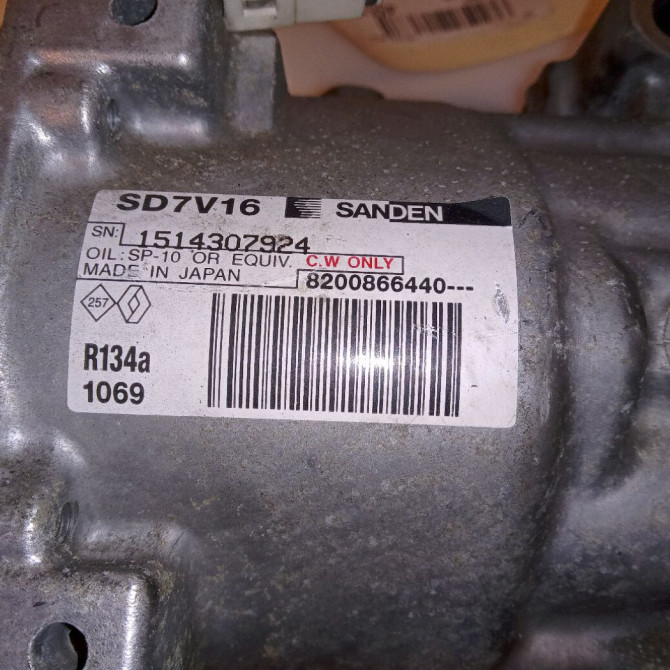 SD7V16 SANDEN
SN: 1514307924
OIL: SP-10 OR EQUIV. C.W ONLY
MADE IN JAPAN 8200866440---
257
R134a
1069